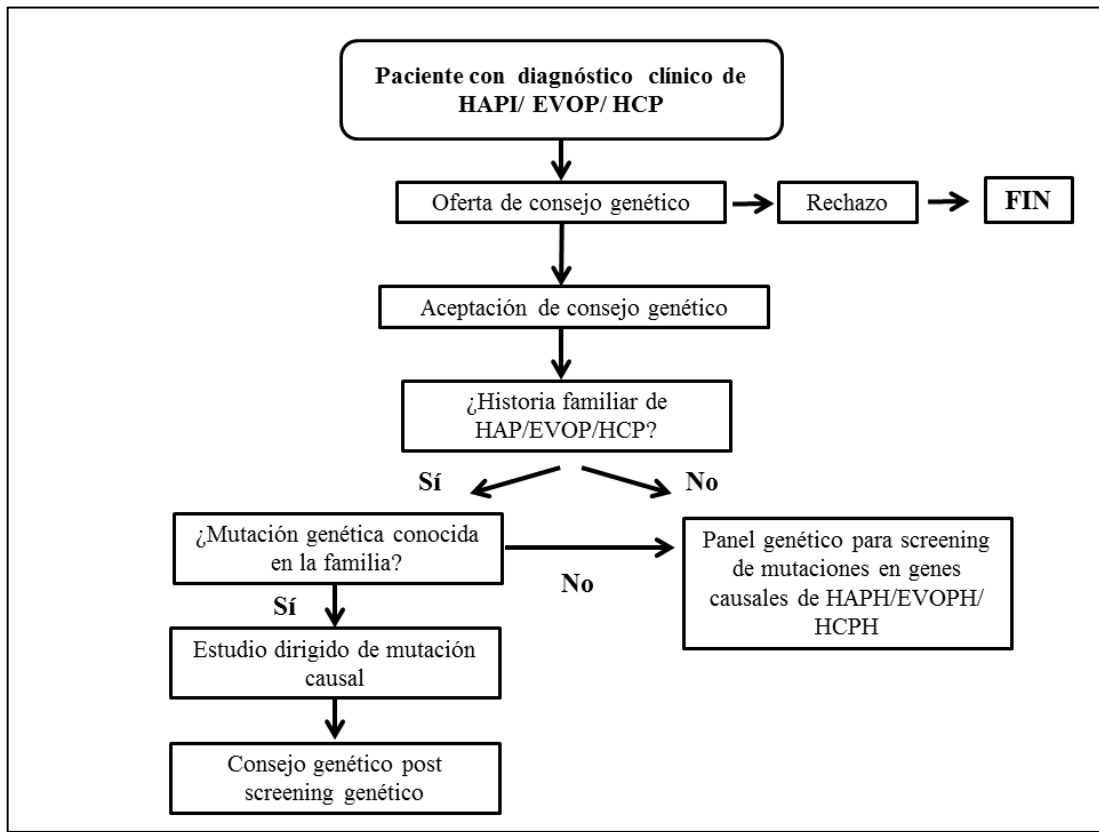 Paciente con diagnóstico clínico de
HAPI/ EVOP/ HCP
Oferta de consejo genético
Rechazo
FIN
Aceptación de consejo genético
¿Historia familiar de
HAP/EVOP/HCP?
Sí
No
¿Mutación genética conocida
en la familia?
No
Panel genético para screening
de mutaciones en genes
causales de HAPH/EVOPH/
HCPH
Sí
Estudio dirigido de mutación
causal
Consejo genético post
screening genético